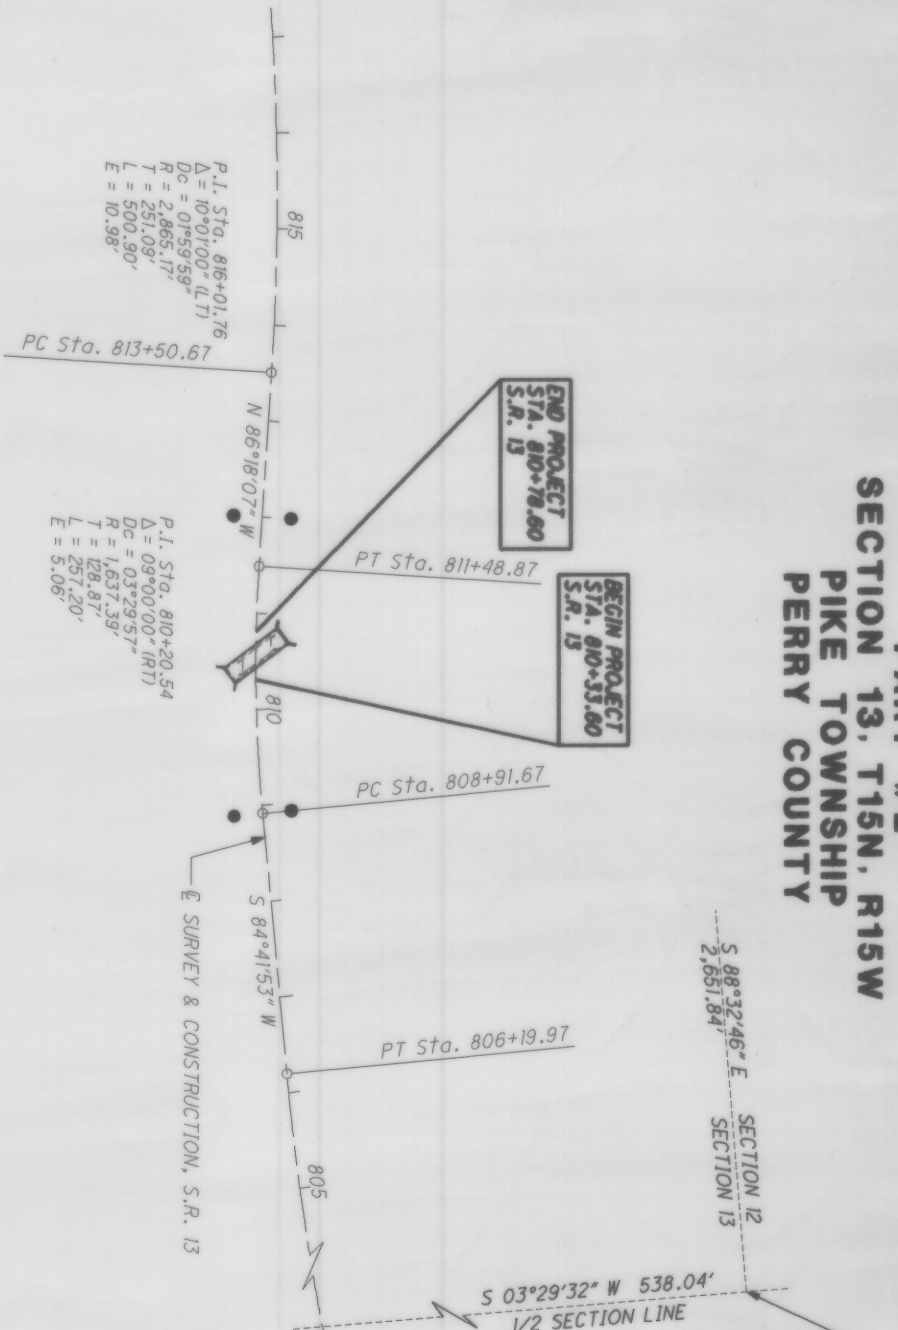 SECTION 13, T15N, R15W
PIKE TOWNSHIP
PERRY COUNTY
S 88°32'46" E
2,651.84'
SECTION 12
SECTION 13
BEGIN PROJECT
STA. 810+33.60
S.R. 13
END PROJECT
STA. 810+78.60
S.R. 13
815
P.I. Sta. 816+01.76
Δ = 10°01'00" (LT)
Dc = 01°59'59"
R = 2,865.17'
T = 251.09'
L = 500.90'
E = 10.98'
PC Sta. 813+50.67
N 86°18'07" W
PT Sta. 811+48.87
P.I. Sta. 810+20.54
Δ = 09°00'00" (RT)
Dc = 03°29'57"
R = 1,637.39'
T = 128.87'
L = 257.20'
E = 5.06'
810
PC Sta. 808+91.67
S 84°41'53" W
℄ SURVEY & CONSTRUCTION, S.R. 13
PT Sta. 806+19.97
805
S 03°29'32" W 538.04'
1/2 SECTION LINE